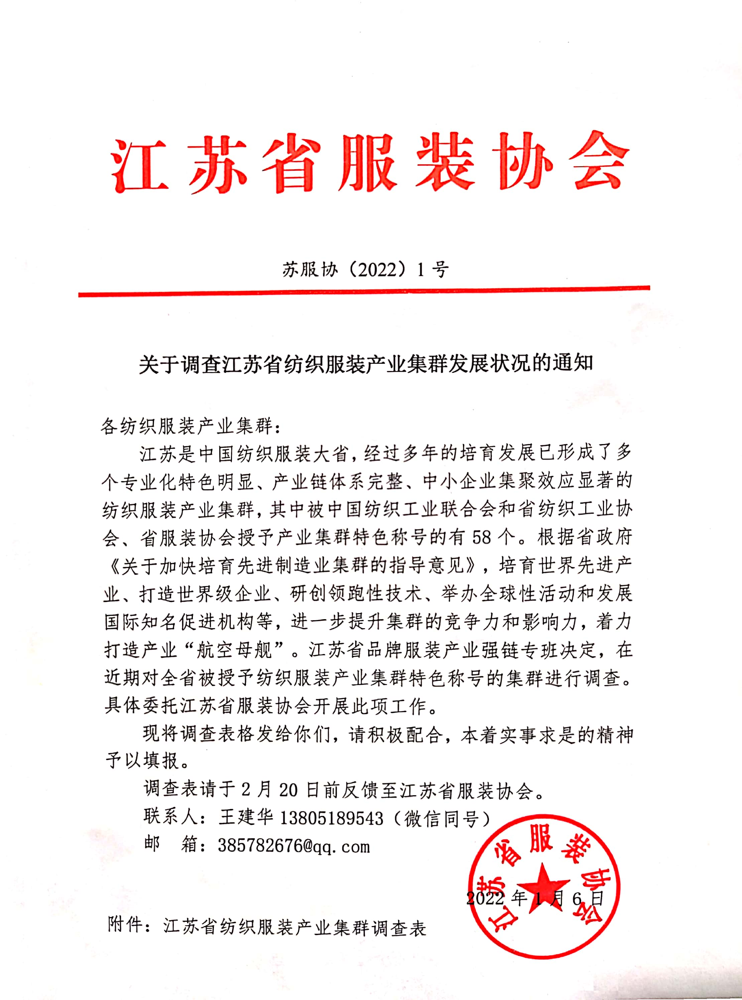 江苏省服装协会
苏服协（2022）1 号
关于调查江苏省纺织服装产业集群发展状况的通知
各纺织服装产业集群：
江苏是中国纺织服装大省，经过多年的培育发展已形成了多
个专业化特色明显、产业链体系完整、中小企业集聚效应显著的
纺织服装产业集群，其中被中国纺织工业联合会和省纺织工业协
会、省服装协会授予产业集群特色称号的有 58 个。根据省政府
《关于加快培育先进制造业集群的指导意见》，培育世界先进产
业、打造世界级企业、研创领跑性技术、举办全球性活动和发展
国际知名促进机构等，进一步提升集群的竞争力和影响力，着力
打造产业“航空母舰”。江苏省品牌服装产业强链专班决定，在
近期对全省被授予纺织服装产业集群特色称号的集群进行调查。
具体委托江苏省服装协会开展此项工作。
现将调查表格发给你们，请积极配合，本着实事求是的精神
予以填报。
调查表请于 2 月 20 日前反馈至江苏省服装协会。
联系人：王建华 13805189543（微信同号）
邮　箱：385782676@qq.com
江苏省服装协会
2022 年 1 月 6 日
附件：江苏省纺织服装产业集群调查表